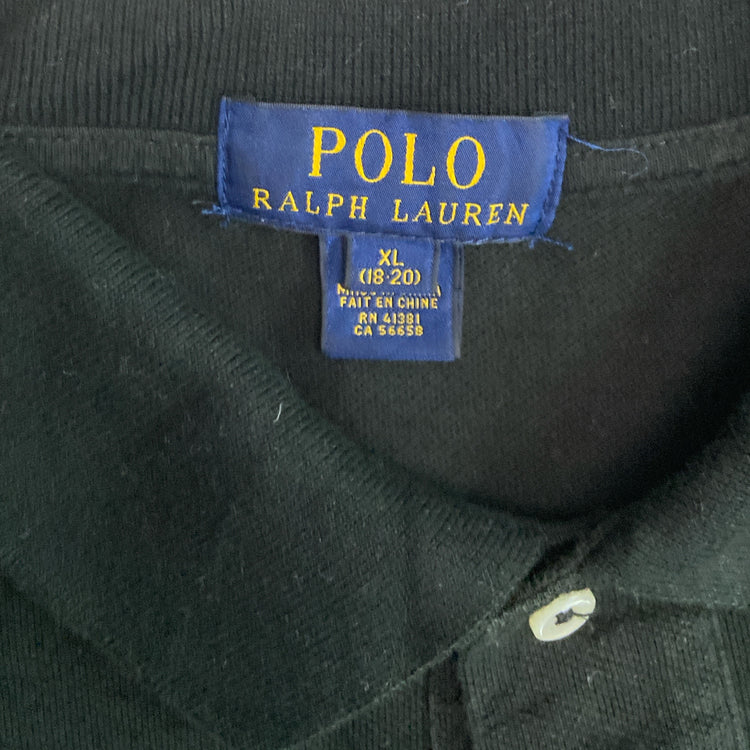 POLO
RALPH LAUREN
XL
(18-20)
FAIT EN CHINE
RN 41381
CA 56658